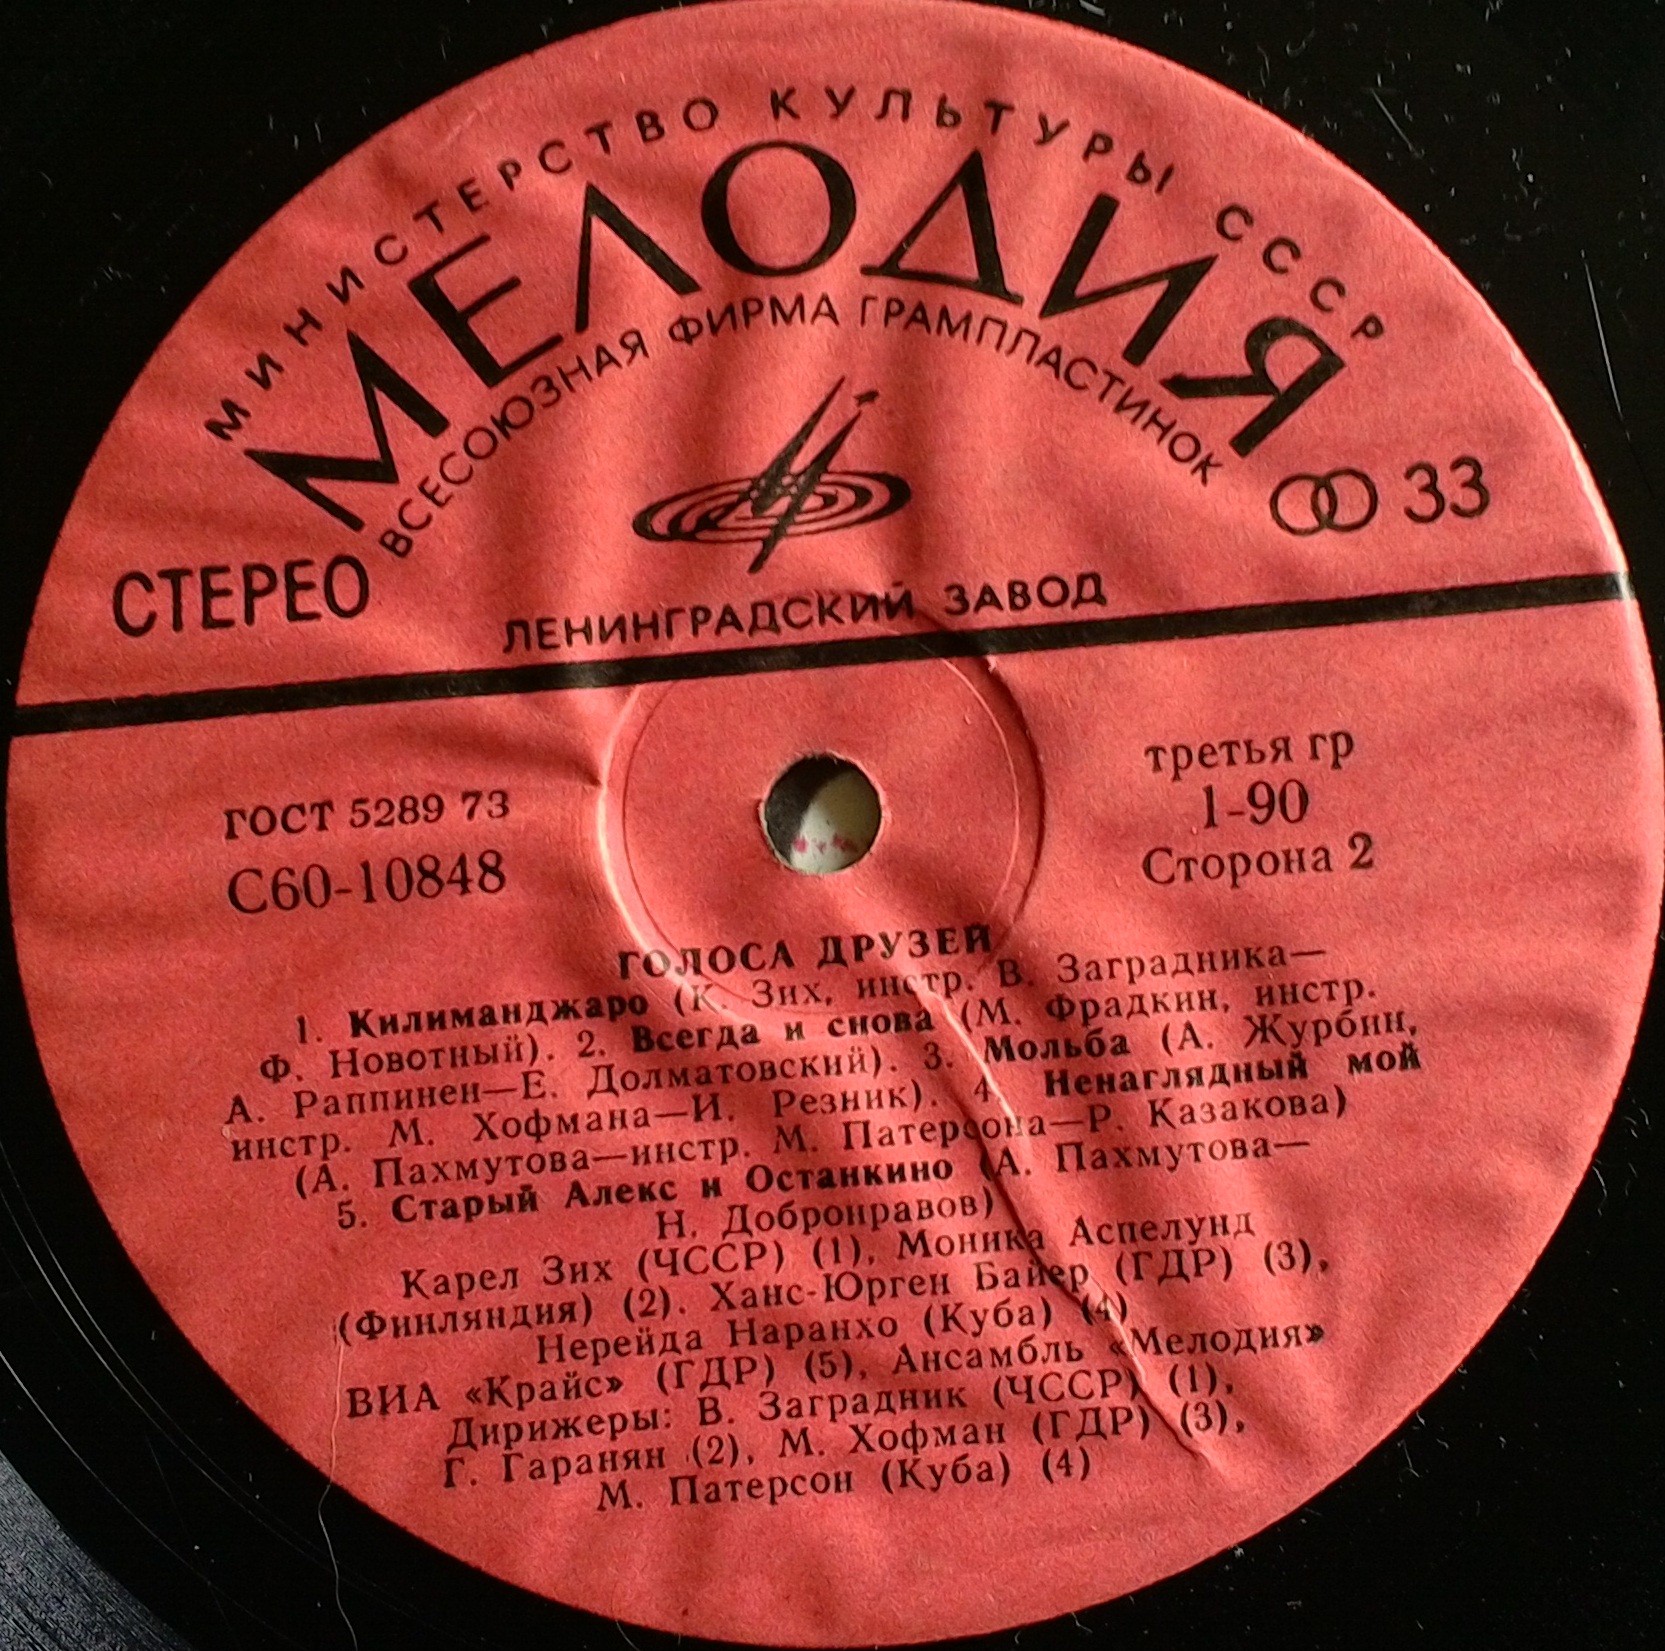 МИНИСТЕРСТВО КУЛЬТУРЫ СССР
МЕЛОДИЯ
ВСЕСОЮЗНАЯ ФИРМА ГРАМПЛАСТИНОК
СТЕРЕО
33
ЛЕНИНГРАДСКИЙ ЗАВОД
ГОСТ 5289 73
С60-10848
третья гр
1-90
Сторона 2
ГОЛОСА ДРУЗЕЙ
1. Килиманджаро (К. Зих, инстр. В. Заградника—
Ф. Новотный). 2. Всегда и снова (М. Фрадкин, инстр.
А. Раппинен—Е. Долматовский). 3. Мольба (А. Журбин,
инстр. М. Хофмана—И. Резник). 4. Ненаглядный мой
(А. Пахмутова—инстр. М. Патерсона—Р. Казакова)
5. Старый Алекс и Останкино (А. Пахмутова—
Н. Добронравов)
Карел Зих (ЧССР) (1), Моника Аспелунд
(Финляндия) (2). Ханс-Юрген Байер (ГДР) (3),
Нерейда Наранхо (Куба) (4)
ВИА «Крайс» (ГДР) (5), Ансамбль «Мелодия»
Дирижеры: В. Заградник (ЧССР) (1),
Г. Гаранян (2), М. Хофман (ГДР) (3),
М. Патерсон (Куба) (4)